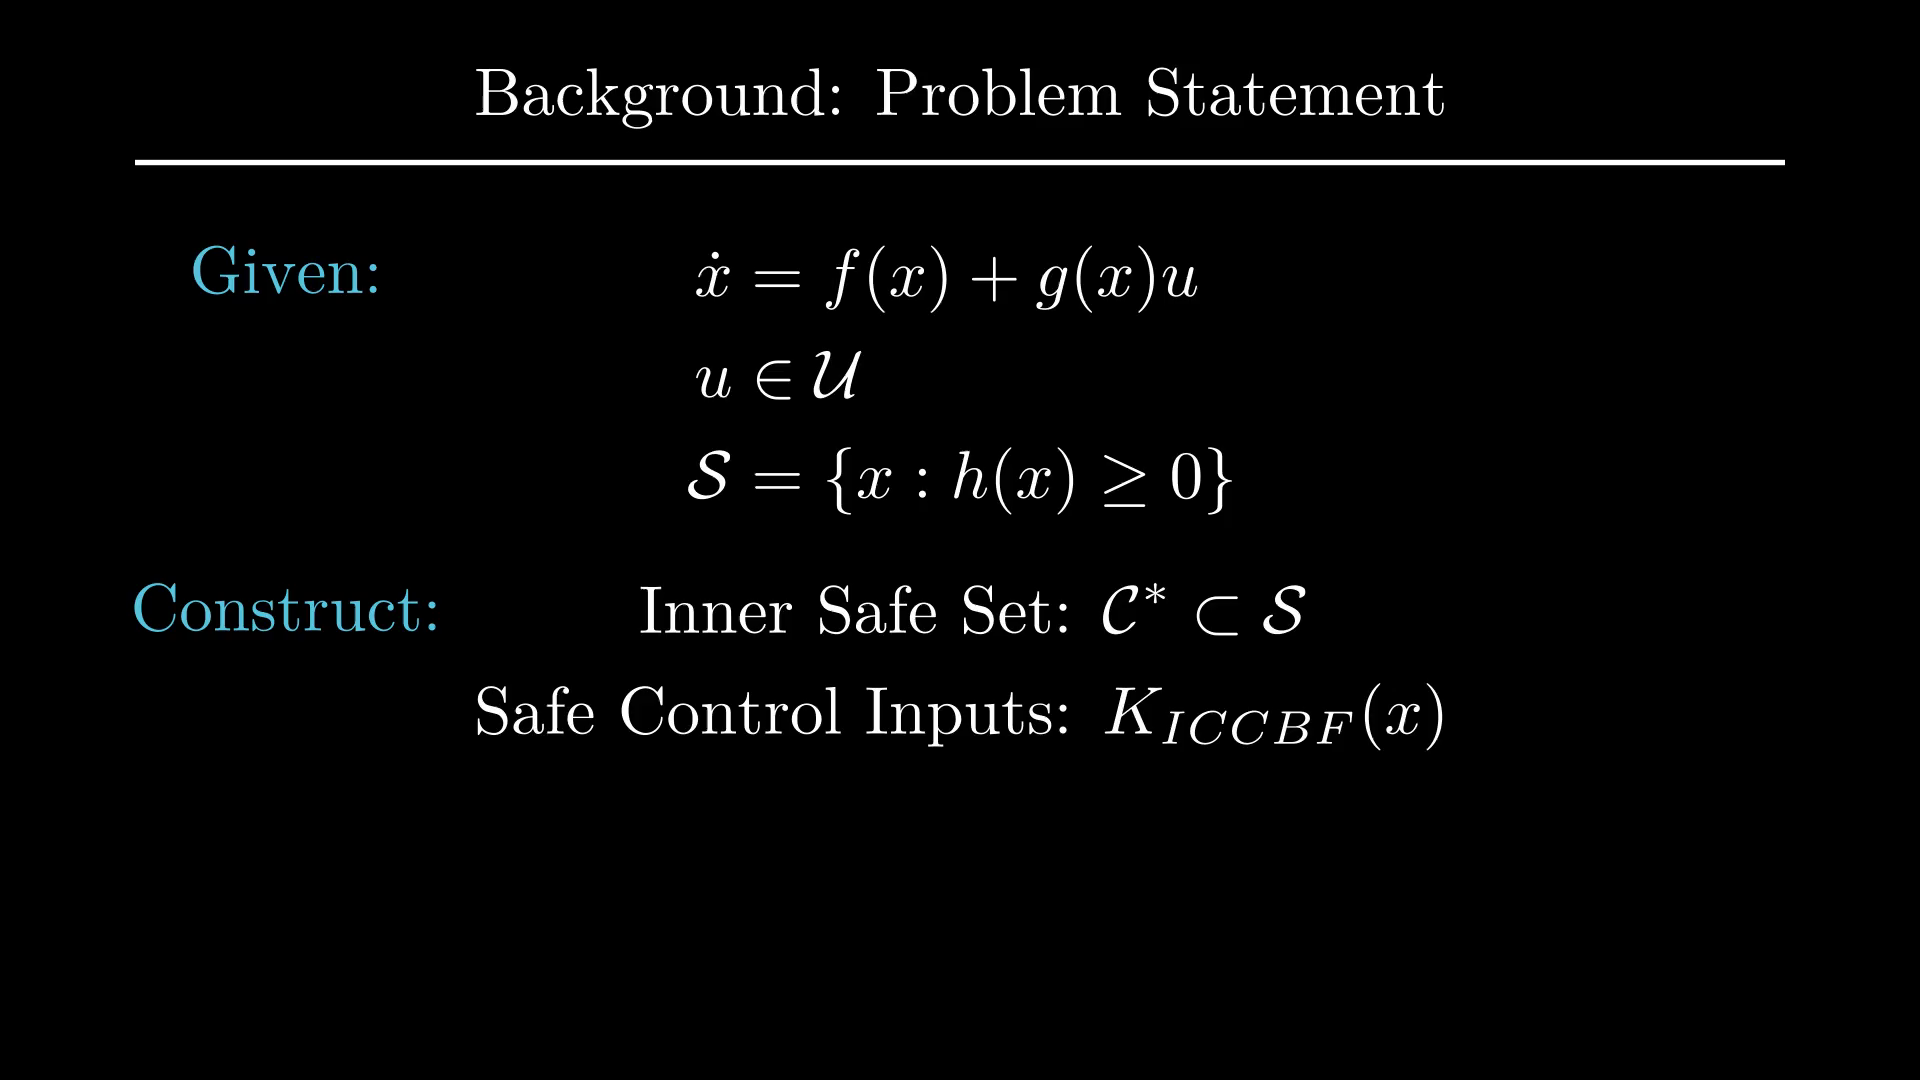 Background: Problem Statement
Given: ẋ = f(x) + g(x)u
u ∈ 𝒰
𝒮 = {x : h(x) ≥ 0}
Construct: Inner Safe Set: 𝒞* ⊂ 𝒮
Safe Control Inputs: K_{ICCBF}(x)